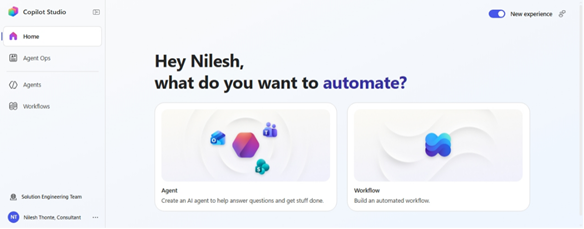 Copilot Studio
New experience
Home
Agent Ops
Agents
Workflows
Hey Nilesh,
what do you want to automate?
Agent
Create an AI agent to help answer questions and get stuff done.
Workflow
Build an automated workflow.
Solution Engineering Team
NT
Nilesh Thonte, Consultant